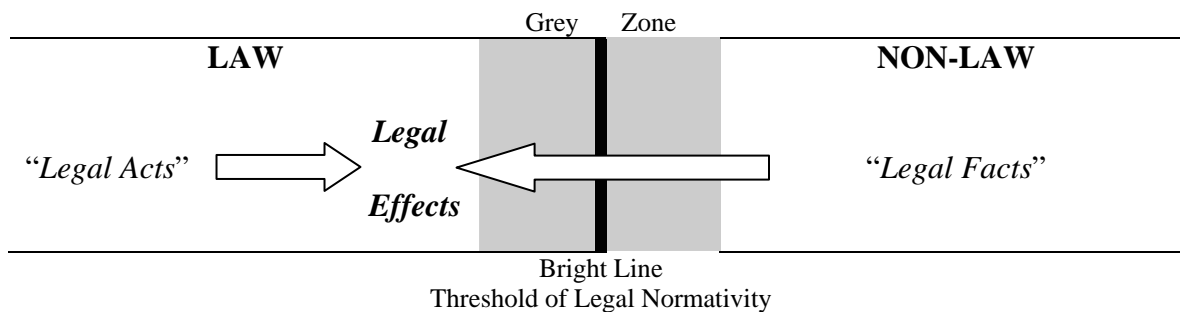 Grey Zone
LAW NON-LAW
Legal
“Legal Acts” “Legal Facts”
Effects
Bright Line
Threshold of Legal Normativity